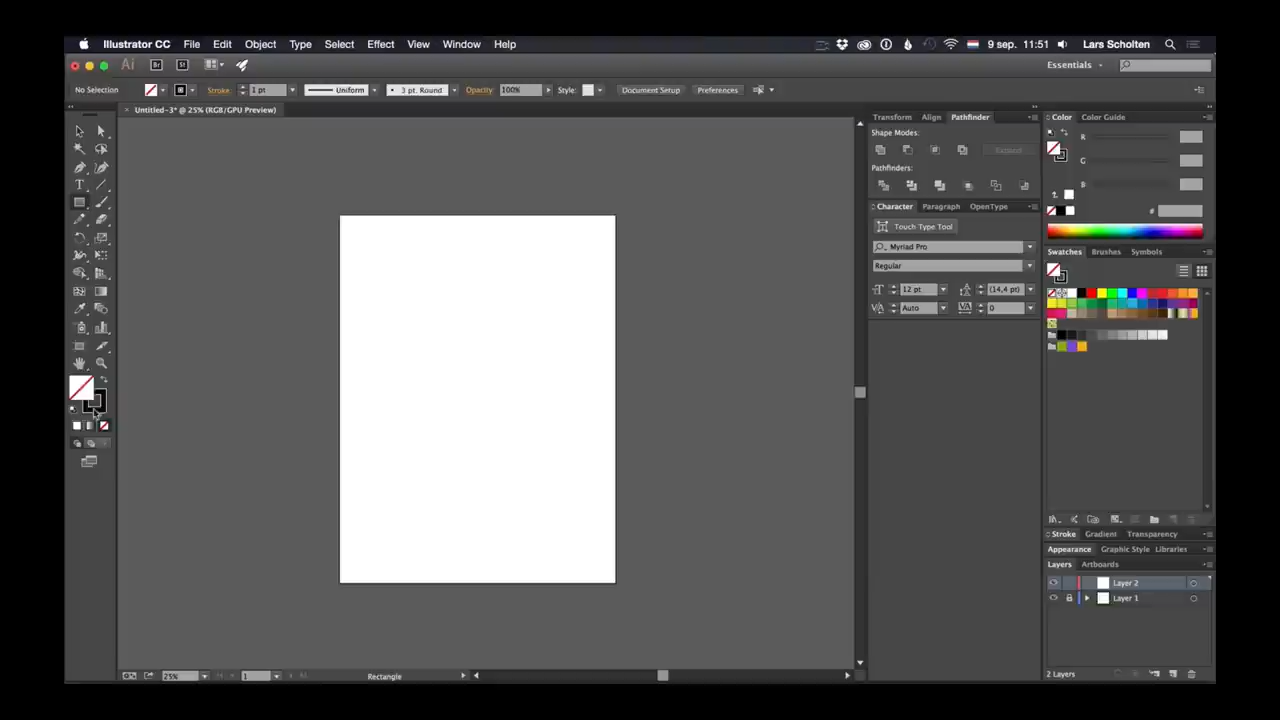 Illustrator CC File Edit Object Type Select Effect View Window Help 9 sep. 11:51 Lars Scholten
Ai Br St Essentials
No Selection Stroke: 1 pt Uniform 3 pt. Round Opacity: 100% Style: Document Setup Preferences
× Untitled-3* @ 25% (RGB/GPU Preview)
Transform Align Pathfinder
Color Color Guide
Shape Modes:
R
Expand
G
Pathfinders:
B
Character Paragraph OpenType
#
Touch Type Tool
Myriad Pro
Swatches Brushes Symbols
Regular
12 pt (14,4 pt)
Auto 0
Stroke Gradient Transparency
Appearance Graphic Style Libraries
Layers Artboards
Layer 2
Layer 1
2 Layers
25% 1 Rectangle